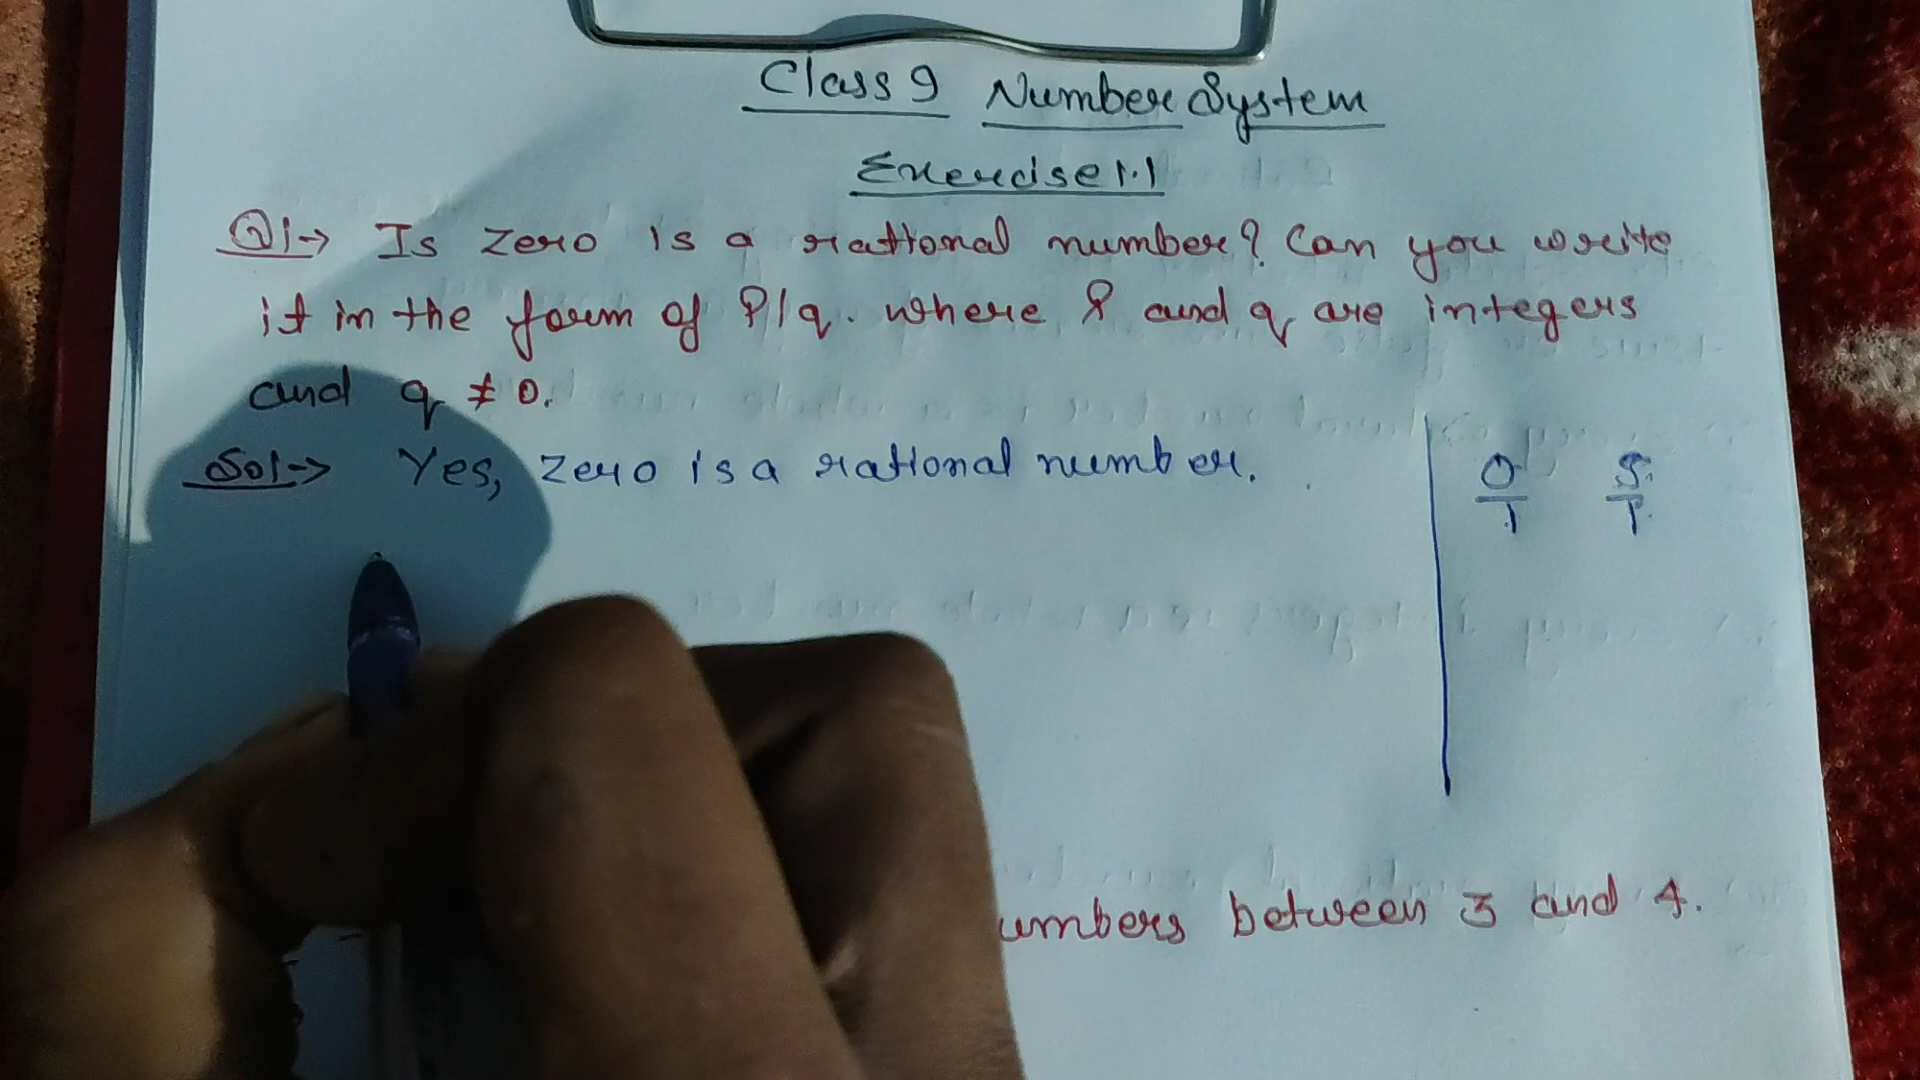 Class 9 Number System
Exercise 1.1
Q1→ Is zero is a rational number? Can you write
it in the form of P/q. where P and q are integers
and q ≠ 0.
Sol→ Yes, zero is a rational number.
0/1 5/1
umbers between 3 and 4.